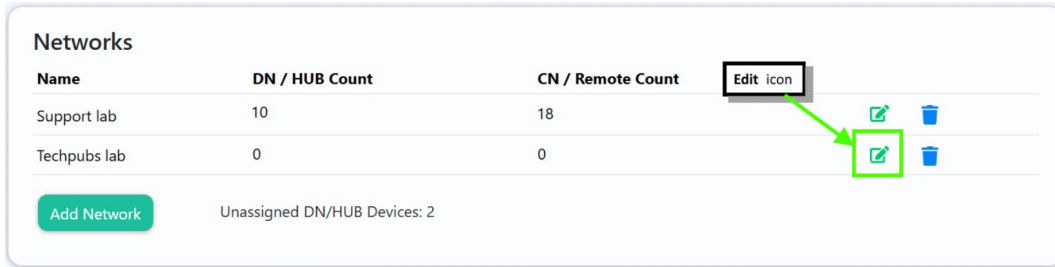 Networks
Name DN / HUB Count CN / Remote Count Edit icon
Support lab 10 18
Techpubs lab 0 0
Add Network Unassigned DN/HUB Devices: 2